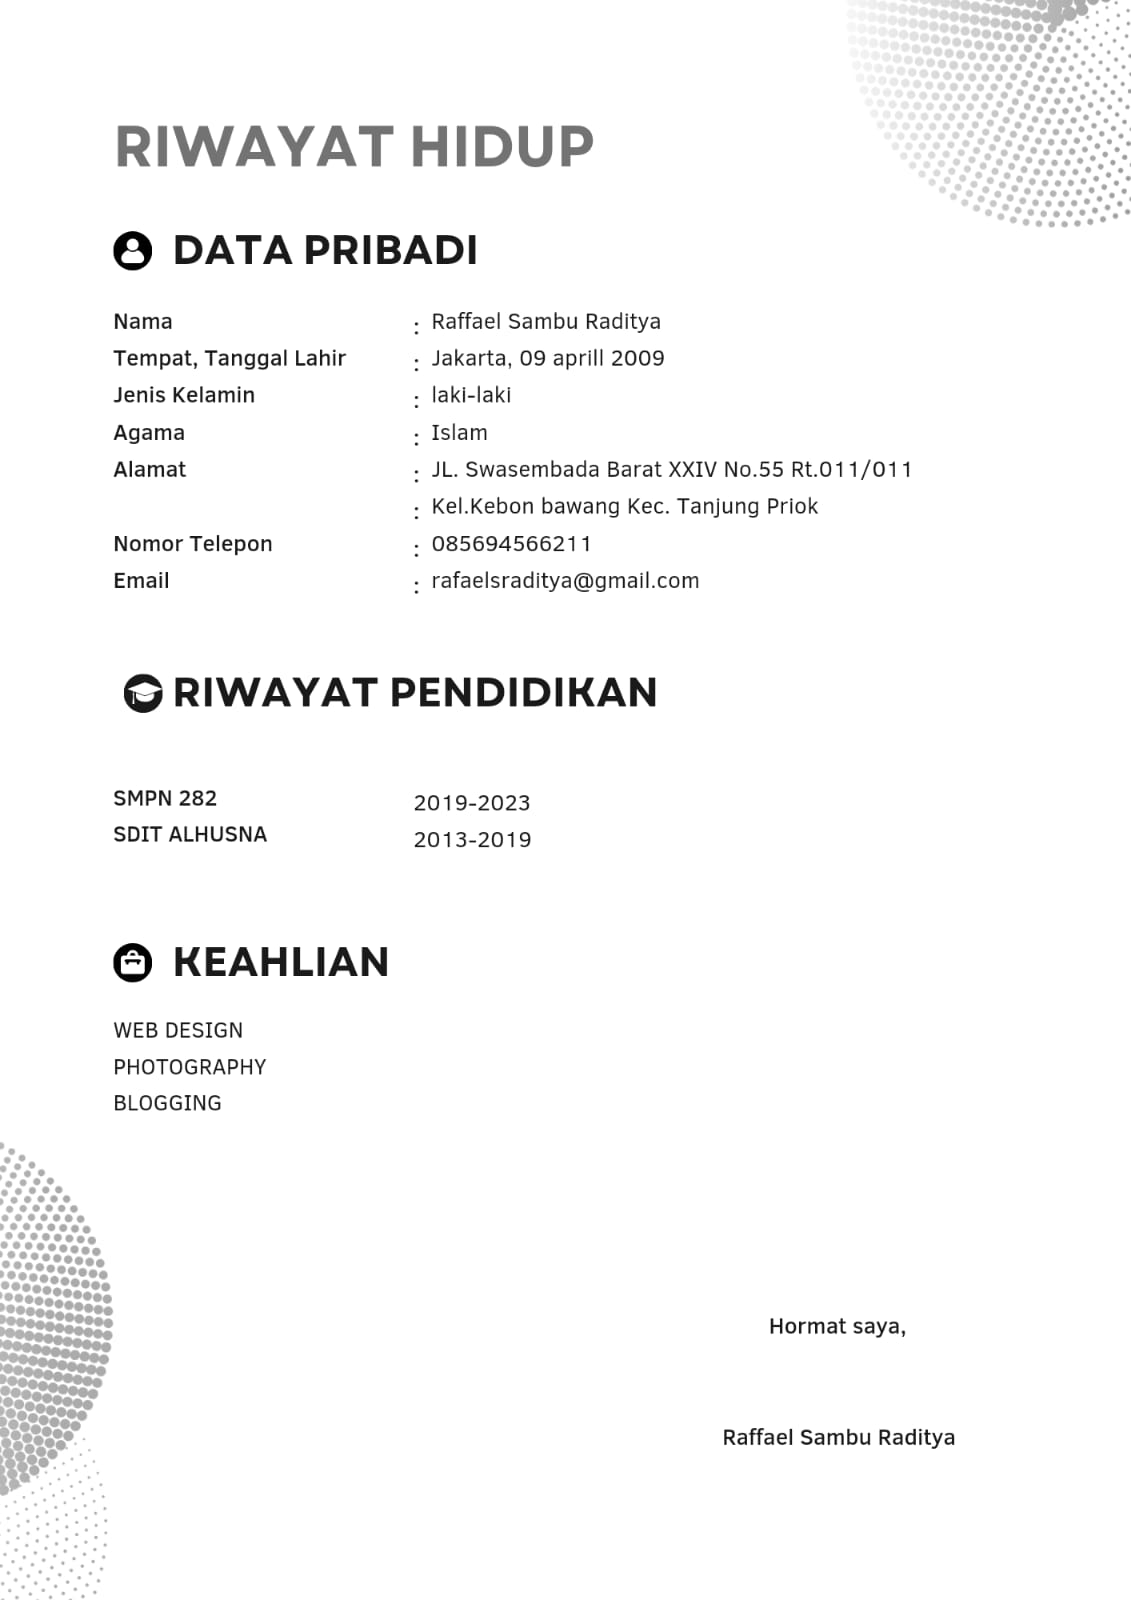 RIWAYAT HIDUP
DATA PRIBADI
Nama : Raffael Sambu Raditya
Tempat, Tanggal Lahir : Jakarta, 09 aprill 2009
Jenis Kelamin : laki-laki
Agama : Islam
Alamat : JL. Swasembada Barat XXIV No.55 Rt.011/011
: Kel.Kebon bawang Kec. Tanjung Priok
Nomor Telepon : 085694566211
Email : rafaelsraditya@gmail.com
RIWAYAT PENDIDIKAN
SMPN 282 2019-2023
SDIT ALHUSNA 2013-2019
KEAHLIAN
WEB DESIGN
PHOTOGRAPHY
BLOGGING
Hormat saya,
Raffael Sambu Raditya